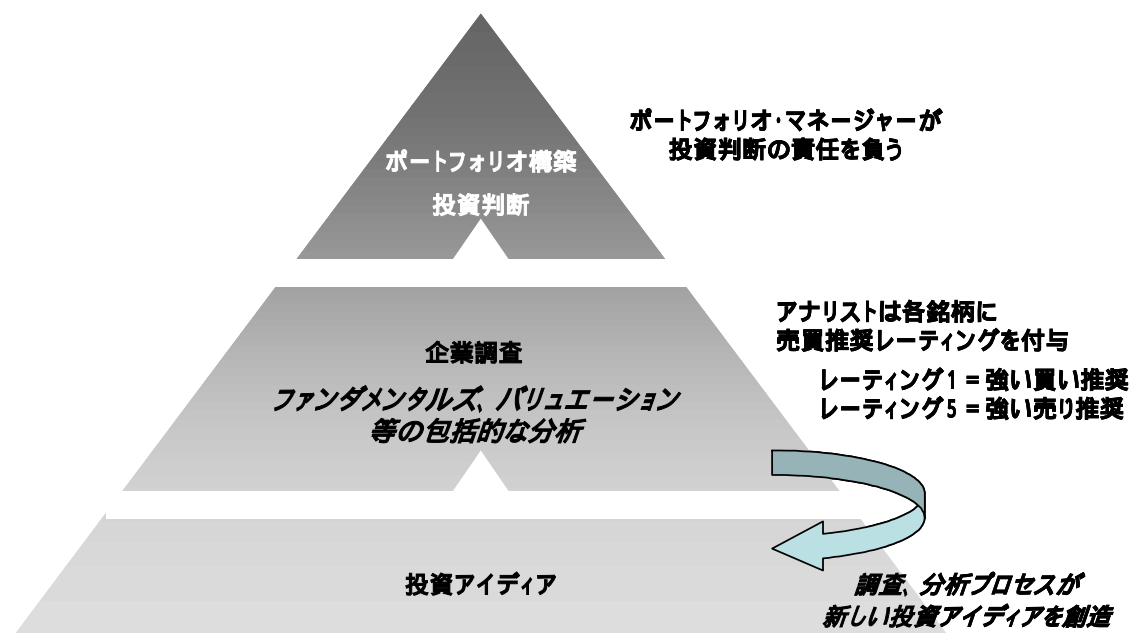 ポートフォリオ・マネージャーが
投資判断の責任を負う
ポートフォリオ構築
投資判断
アナリストは各銘柄に
売買推奨レーティングを付与
レーティング1 = 強い買い推奨
レーティング5 = 強い売り推奨
企業調査
ファンダメンタルズ、バリュエーション
等の包括的な分析
投資アイディア
調査、分析プロセスが
新しい投資アイディアを創造